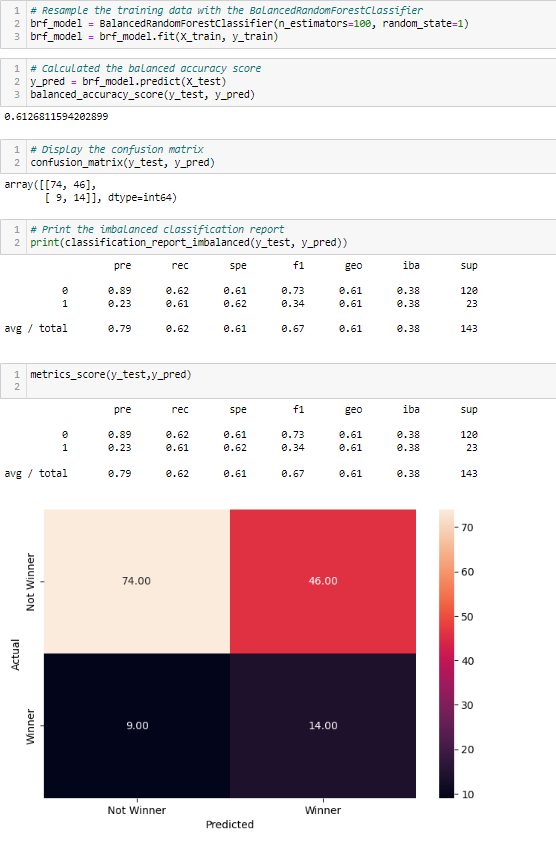 1 # Resample the training data with the BalancedRandomForestClassifier
2 brf_model = BalancedRandomForestClassifier(n_estimators=100, random_state=1)
3 brf_model = brf_model.fit(X_train, y_train)
1 # Calculated the balanced accuracy score
2 y_pred = brf_model.predict(X_test)
3 balanced_accuracy_score(y_test, y_pred)
0.6126811594202899
1 # Display the confusion matrix
2 confusion_matrix(y_test, y_pred)
array([[74, 46],
[ 9, 14]], dtype=int64)
1 # Print the imbalanced classification report
2 print(classification_report_imbalanced(y_test, y_pred))
pre rec spe f1 geo iba sup
0 0.89 0.62 0.61 0.73 0.61 0.38 120
1 0.23 0.61 0.62 0.34 0.61 0.38 23
avg / total 0.79 0.62 0.61 0.67 0.61 0.38 143
1 metrics_score(y_test,y_pred)
2
pre rec spe f1 geo iba sup
0 0.89 0.62 0.61 0.73 0.61 0.38 120
1 0.23 0.61 0.62 0.34 0.61 0.38 23
avg / total 0.79 0.62 0.61 0.67 0.61 0.38 143
Actual
Not Winner
74.00 46.00
Winner
9.00 14.00
Not Winner Winner
Predicted
70
60
50
40
30
20
10